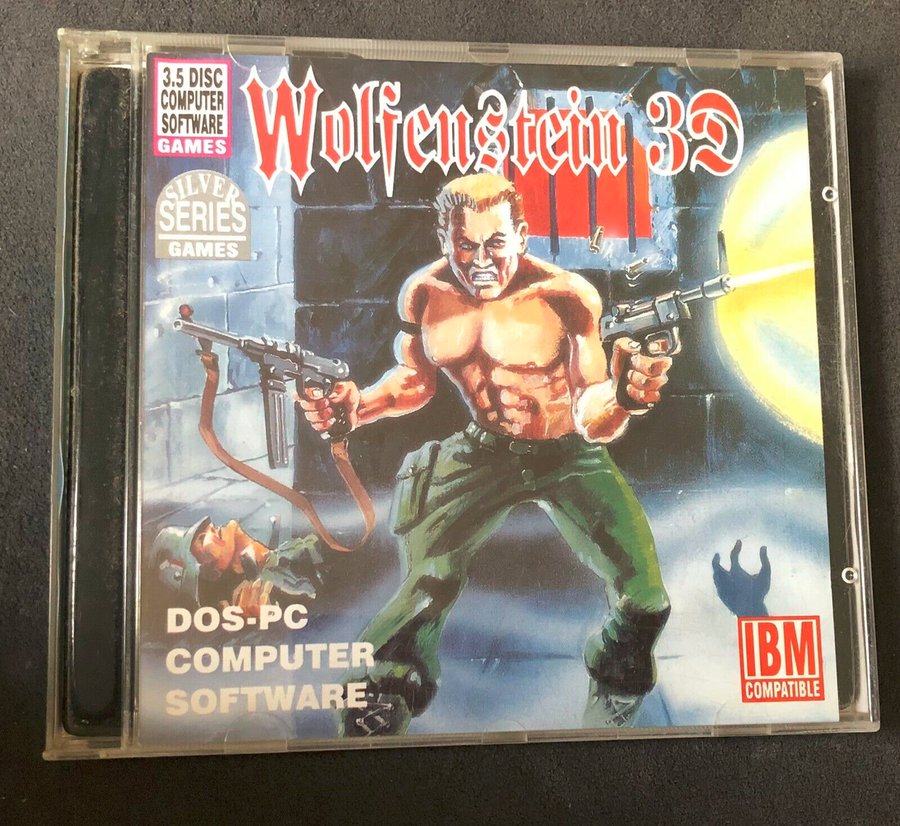 3.5 DISC
COMPUTER
SOFTWARE
GAMES
Wolfenstein 3D
SILVER
SERIES
GAMES
DOS-PC
COMPUTER
SOFTWARE
IBM
COMPATIBLE